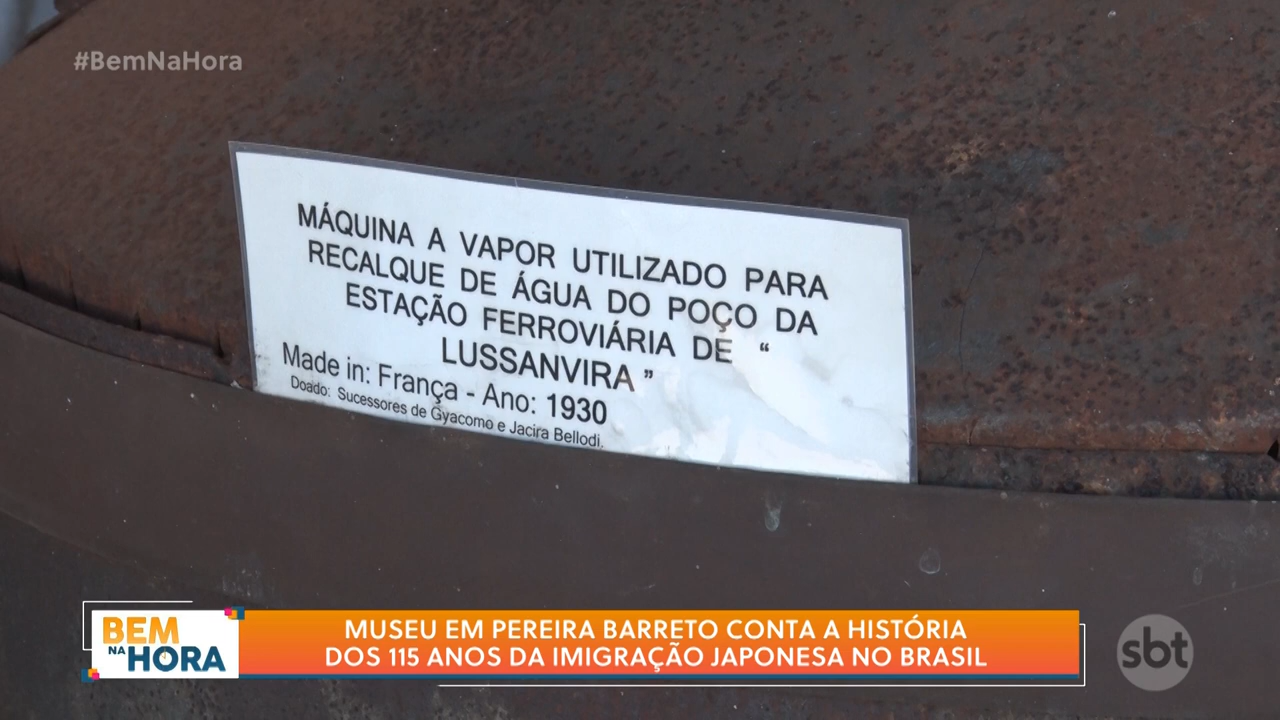 #BemNaHora
MÁQUINA A VAPOR UTILIZADO PARA
RECALQUE DE ÁGUA DO POÇO DA
ESTAÇÃO FERROVIÁRIA DE “
LUSSANVIRA ”
Made in: França - Ano: 1930
Doado: Sucessores de Gyacomo e Jacira Bellodi.
BEM
NA HORA
MUSEU EM PEREIRA BARRETO CONTA A HISTÓRIA
DOS 115 ANOS DA IMIGRAÇÃO JAPONESA NO BRASIL
sbt